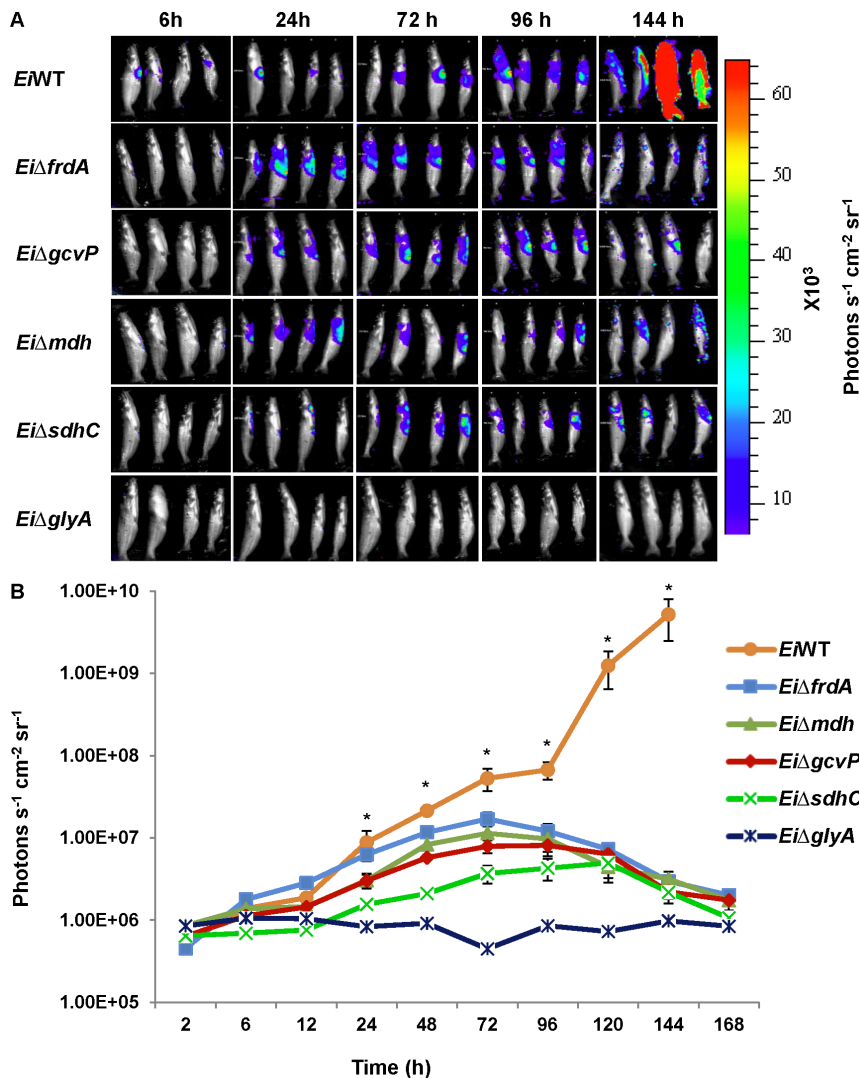 A
6h 24h 72 h 96 h 144 h
EiWT
EiΔfrdA
EiΔgcvP
EiΔmdh
EiΔsdhC
EiΔglyA
60
50
40
30
20
10
X10³
Photons s⁻¹ cm⁻² sr⁻¹
B
1.00E+10
1.00E+09
1.00E+08
1.00E+07
1.00E+06
1.00E+05
Photons s⁻¹ cm⁻² sr⁻¹
* * * * * *
2 6 12 24 48 72 96 120 144 168
Time (h)
EiWT
EiΔfrdA
EiΔmdh
EiΔgcvP
EiΔsdhC
EiΔglyA